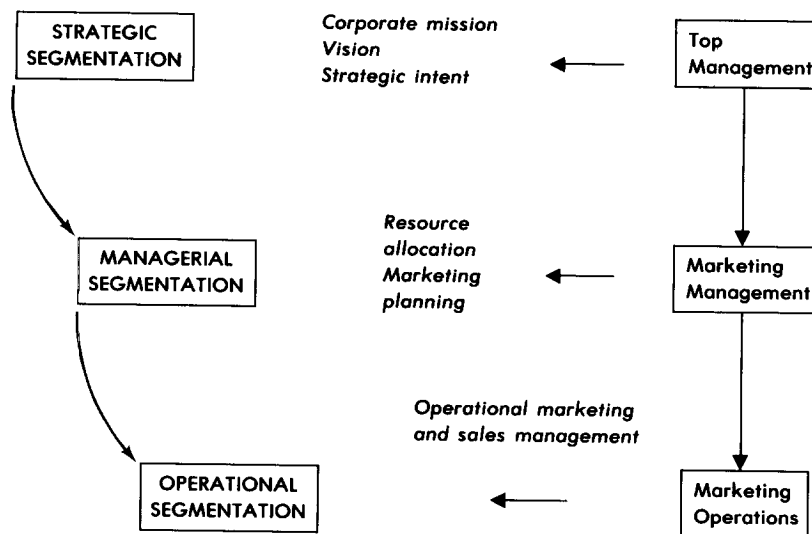 STRATEGIC
SEGMENTATION
Corporate mission
Vision
Strategic intent
Top
Management
MANAGERIAL
SEGMENTATION
Resource
allocation
Marketing
planning
Marketing
Management
Operational marketing
and sales management
OPERATIONAL
SEGMENTATION
Marketing
Operations